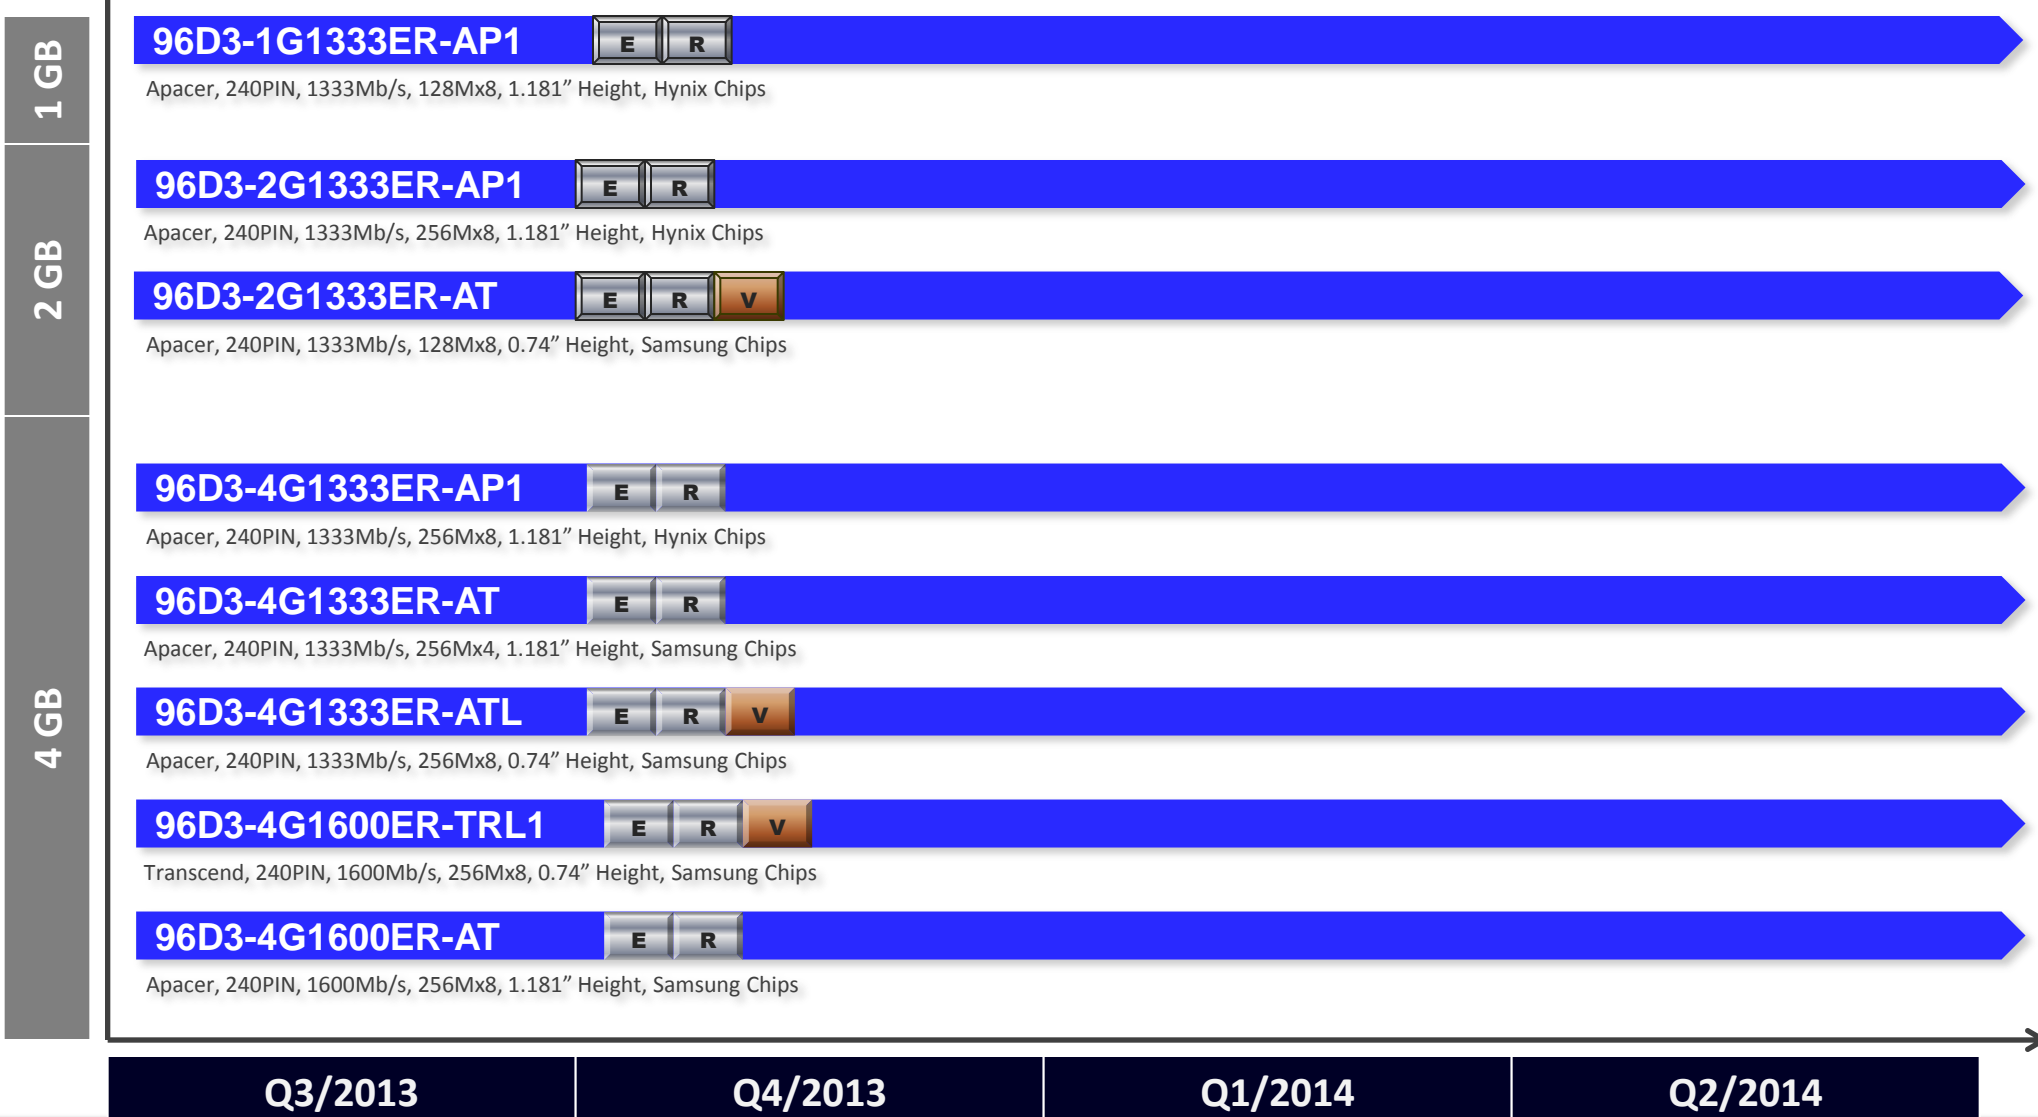 1 GB
96D3-1G1333ER-AP1 E R
Apacer, 240PIN, 1333Mb/s, 128Mx8, 1.181” Height, Hynix Chips
2 GB
96D3-2G1333ER-AP1 E R
Apacer, 240PIN, 1333Mb/s, 256Mx8, 1.181” Height, Hynix Chips
96D3-2G1333ER-AT E R V
Apacer, 240PIN, 1333Mb/s, 128Mx8, 0.74” Height, Samsung Chips
4 GB
96D3-4G1333ER-AP1 E R
Apacer, 240PIN, 1333Mb/s, 256Mx8, 1.181” Height, Hynix Chips
96D3-4G1333ER-AT E R
Apacer, 240PIN, 1333Mb/s, 256Mx4, 1.181” Height, Samsung Chips
96D3-4G1333ER-ATL E R V
Apacer, 240PIN, 1333Mb/s, 256Mx8, 0.74” Height, Samsung Chips
96D3-4G1600ER-TRL1 E R V
Transcend, 240PIN, 1600Mb/s, 256Mx8, 0.74” Height, Samsung Chips
96D3-4G1600ER-AT E R
Apacer, 240PIN, 1600Mb/s, 256Mx8, 1.181” Height, Samsung Chips
Q3/2013 Q4/2013 Q1/2014 Q2/2014